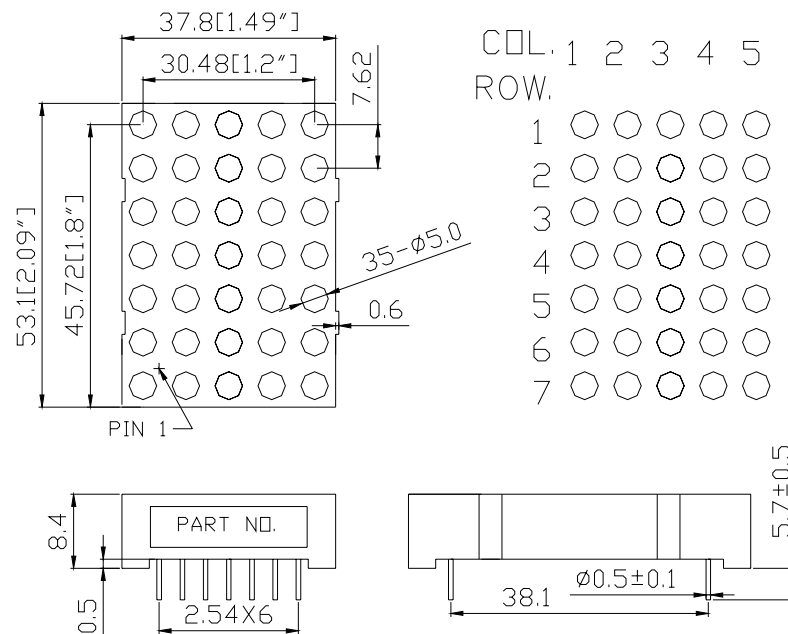 37.8[1.49"]
30.48[1.2"]
7.62
53.1[2.09"]
45.72[1.8"]
35-ø5.0
0.6
PIN 1
COL. 1 2 3 4 5
ROW.
1
2
3
4
5
6
7
8.4
0.5
PART NO.
2.54X6
5.7±0.5
ø0.5±0.1
38.1